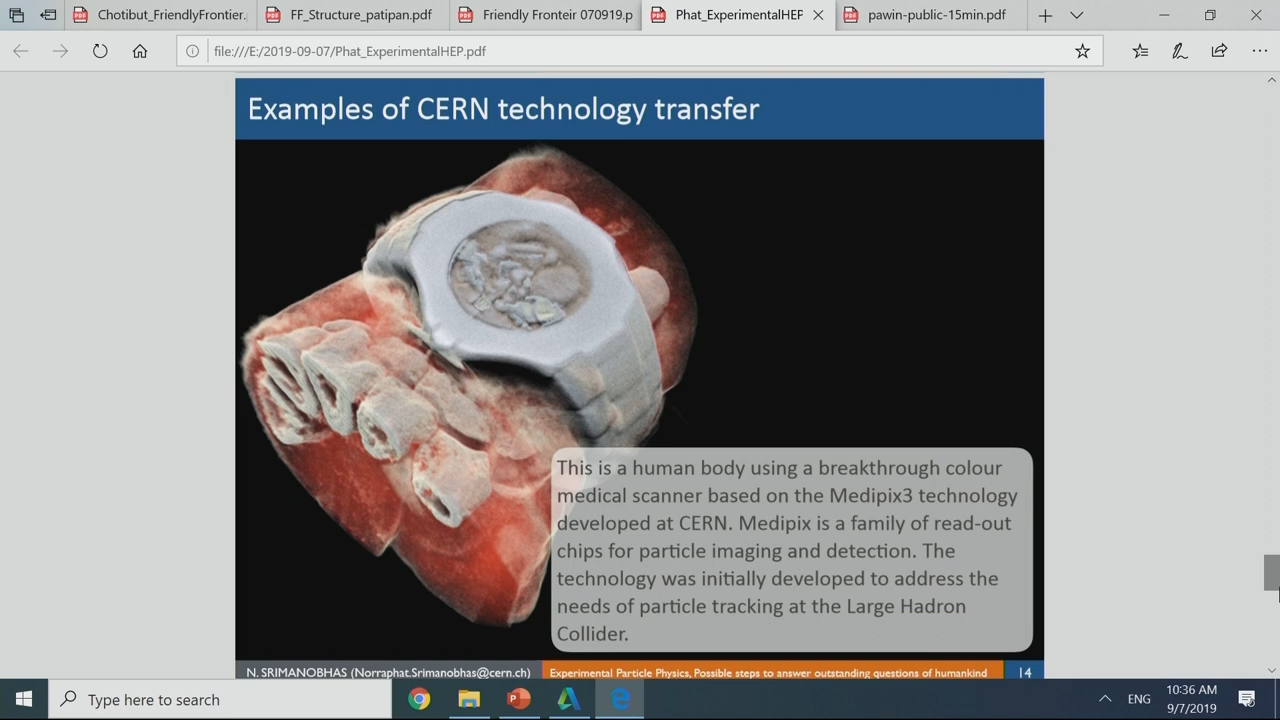 Chotibut_FriendlyFrontier.
FF_Structure_patipan.pdf
Friendly Fronteir 070919.p
Phat_ExperimentalHEP
pawin-public-15min.pdf
file:///E:/2019-09-07/Phat_ExperimentalHEP.pdf
Examples of CERN technology transfer
This is a human body using a breakthrough colour
medical scanner based on the Medipix3 technology
developed at CERN. Medipix is a family of read-out
chips for particle imaging and detection. The
technology was initially developed to address the
needs of particle tracking at the Large Hadron
Collider.
N. SRIMANOBHAS (Norraphat.Srimanobhas@cern.ch)
Experimental Particle Physics, Possible steps to answer outstanding questions of humankind
14
Type here to search
ENG
10:36 AM
9/7/2019